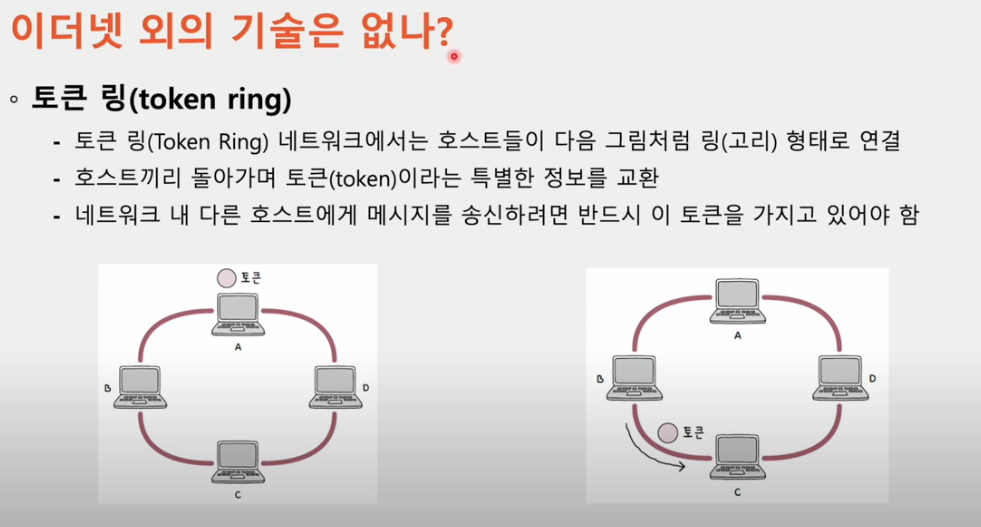 이더넷 외의 기술은 없나?
◦ 토큰 링(token ring)
- 토큰 링(Token Ring) 네트워크에서는 호스트들이 다음 그림처럼 링(고리) 형태로 연결
- 호스트끼리 돌아가며 토큰(token)이라는 특별한 정보를 교환
- 네트워크 내 다른 호스트에게 메시지를 송신하려면 반드시 이 토큰을 가지고 있어야 함
토큰
A
B
D
C
A
B
D
토큰
C